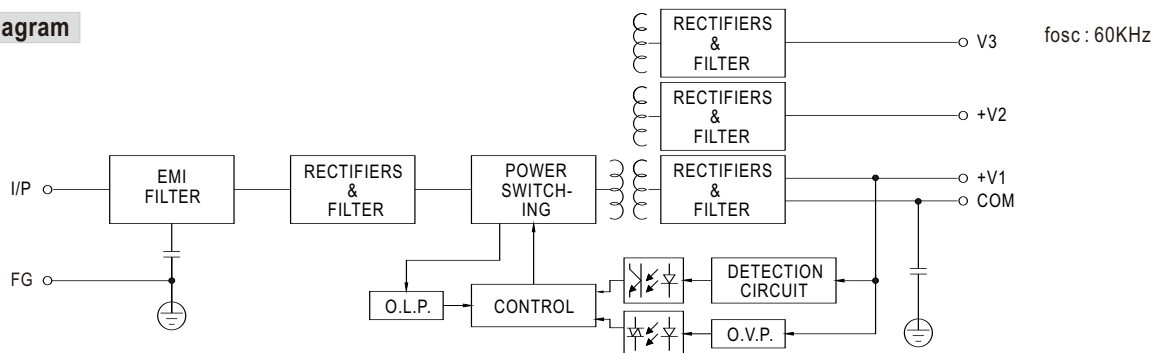 agram
RECTIFIERS
&
FILTER
V3
fosc : 60KHz
RECTIFIERS
&
FILTER
+V2
I/P
EMI
FILTER
RECTIFIERS
&
FILTER
POWER
SWITCH-
ING
RECTIFIERS
&
FILTER
+V1
COM
FG
O.L.P.
CONTROL
DETECTION
CIRCUIT
O.V.P.